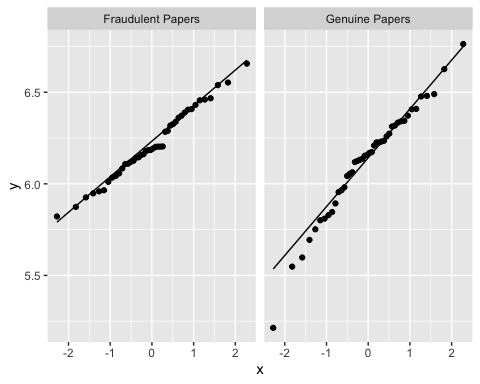 Fraudulent Papers Genuine Papers
6.5
y
6.0
5.5
-2 -1 0 1 2 -2 -1 0 1 2
x